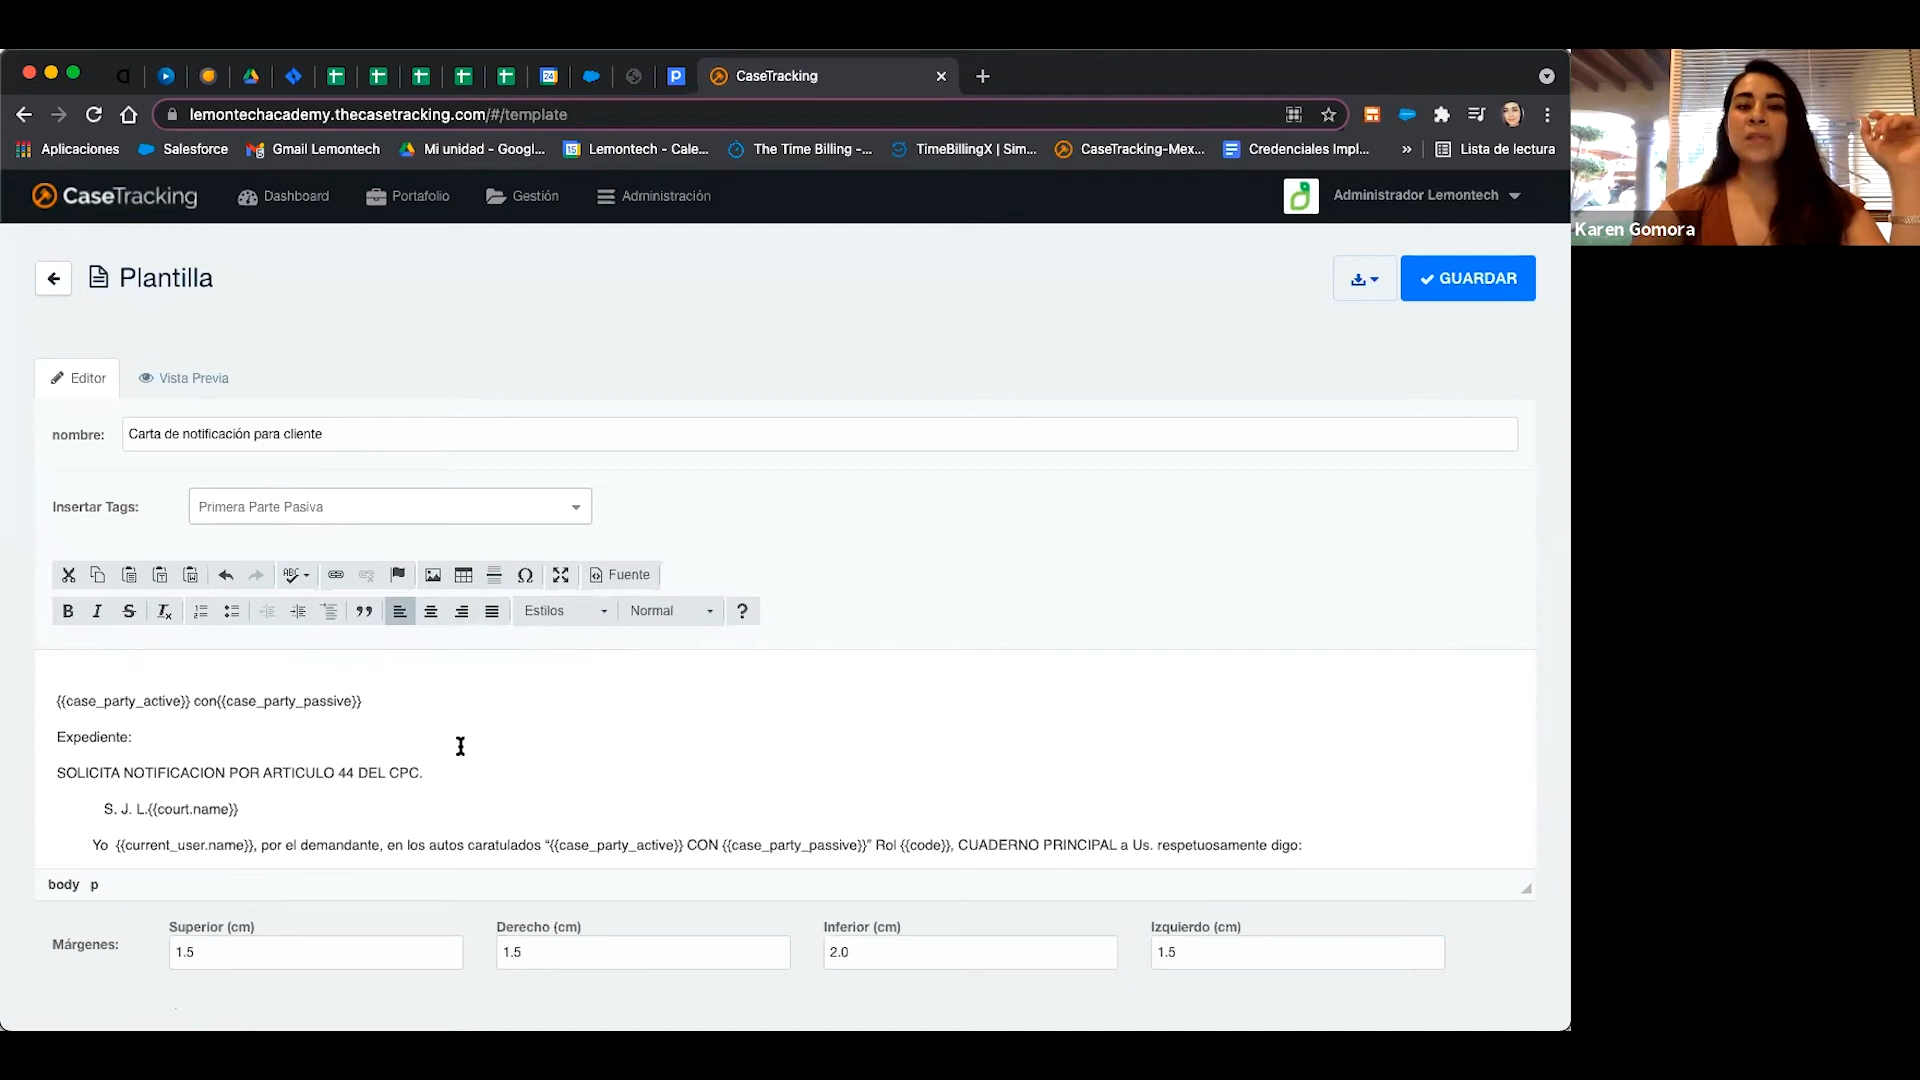 CaseTracking
lemontechacademy.thecasetracking.com/#/template
Aplicaciones
Salesforce
Gmail Lemontech
Mi unidad - Googl...
Lemontech - Cale...
The Time Billing -...
TimeBillingX | Sim...
CaseTracking-Mex...
Credenciales Impl...
»
Lista de lectura
CaseTracking
Dashboard
Portafolio
Gestión
Administración
Administrador Lemontech
Karen Gomora
Plantilla
GUARDAR
Editor
Vista Previa
nombre:
Carta de notificación para cliente
Insertar Tags:
Primera Parte Pasiva
Fuente
B I S Tx
Estilos
Normal
?
{{case_party_active}} con{{case_party_passive}}
Expediente:
SOLICITA NOTIFICACION POR ARTICULO 44 DEL CPC.
S. J. L.{{court.name}}
Yo {{current_user.name}}, por el demandante, en los autos caratulados “{{case_party_active}} CON {{case_party_passive}}” Rol {{code}}, CUADERNO PRINCIPAL a Us. respetuosamente digo:
body p
Márgenes:
Superior (cm)
1.5
Derecho (cm)
1.5
Inferior (cm)
2.0
Izquierdo (cm)
1.5